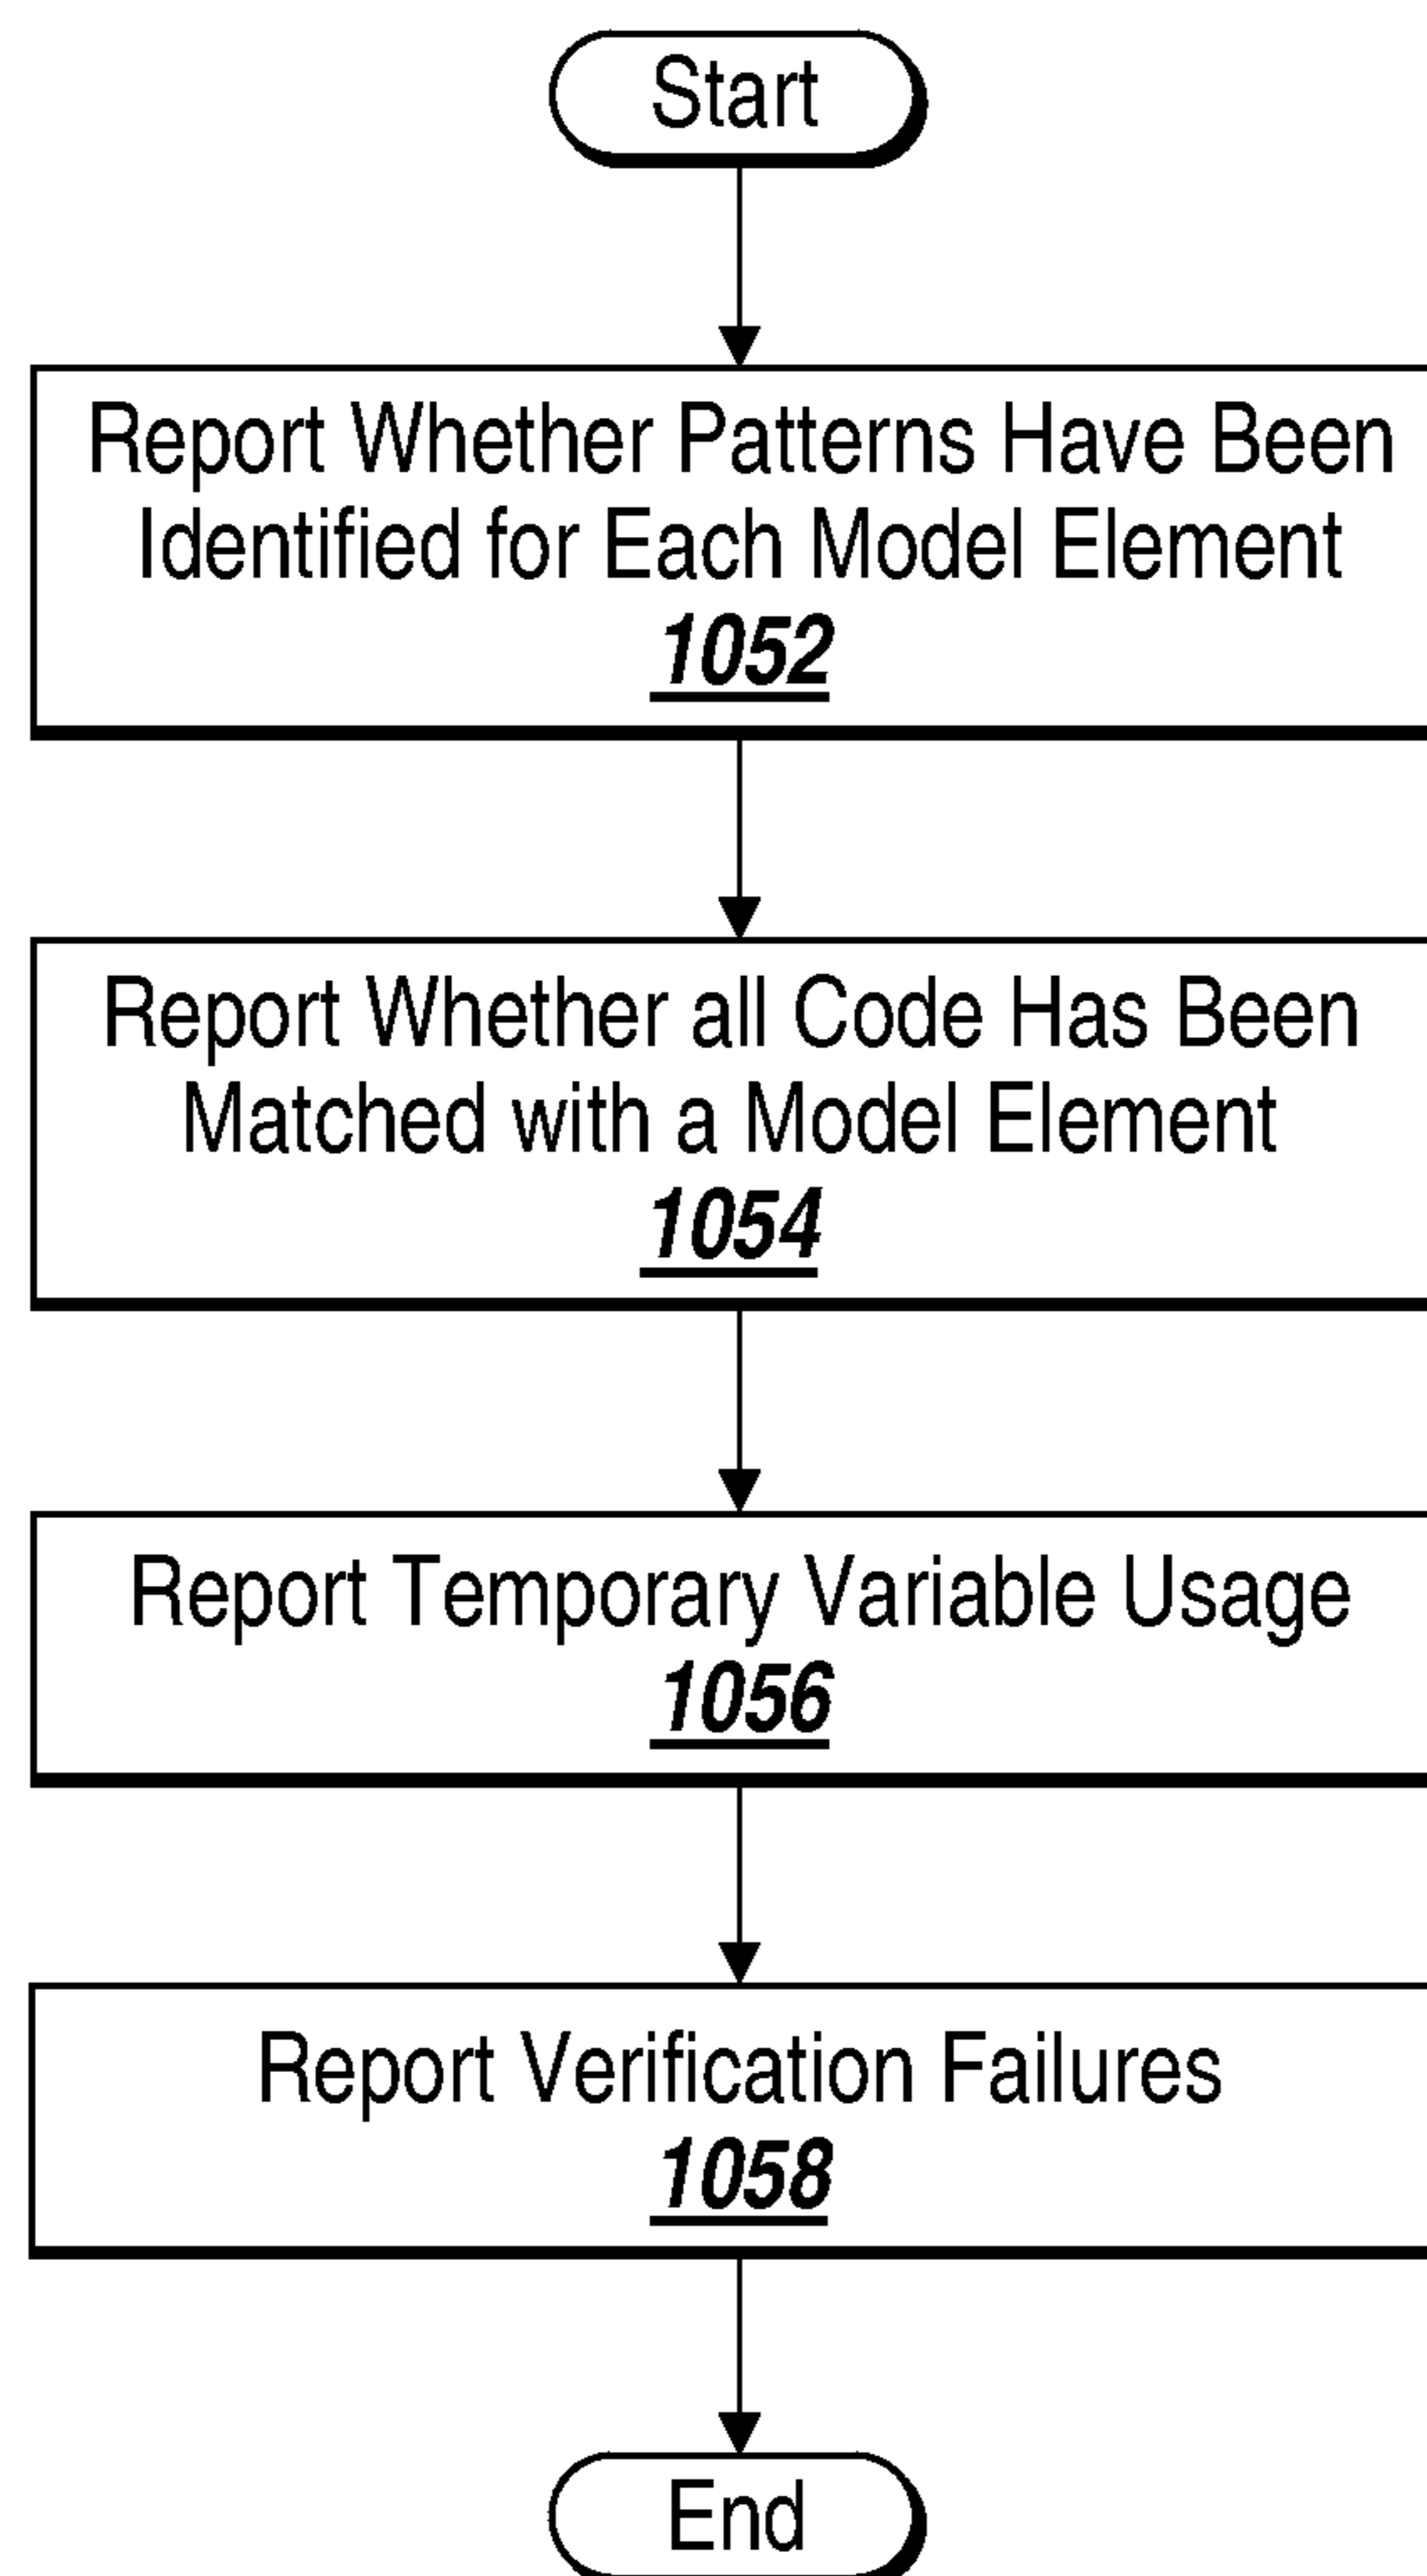 Start
Report Whether Patterns Have Been
Identified for Each Model Element
1052
Report Whether all Code Has Been
Matched with a Model Element
1054
Report Temporary Variable Usage
1056
Report Verification Failures
1058
End